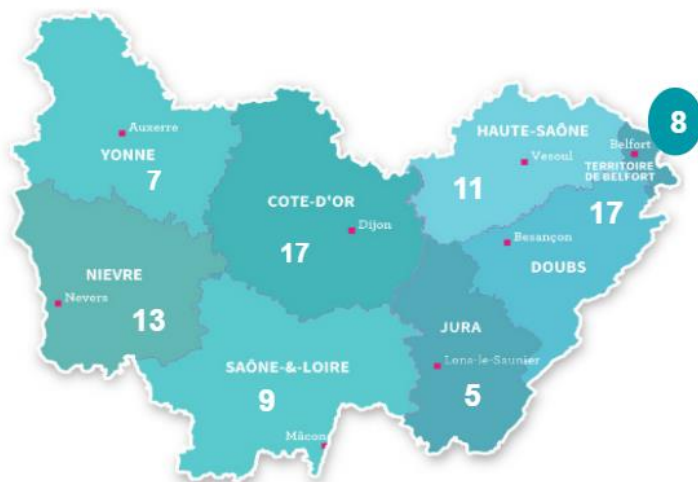 Auxerre
YONNE
7
HAUTE-SAÔNE
Vesoul
11
8
Belfort
TERRITOIRE
DE BELFORT
17
COTE-D'OR
Dijon
17
Besançon
DOUBS
NIEVRE
Nevers
13
JURA
Lons-le-Saunier
5
SAÔNE-&-LOIRE
9
Mâcon